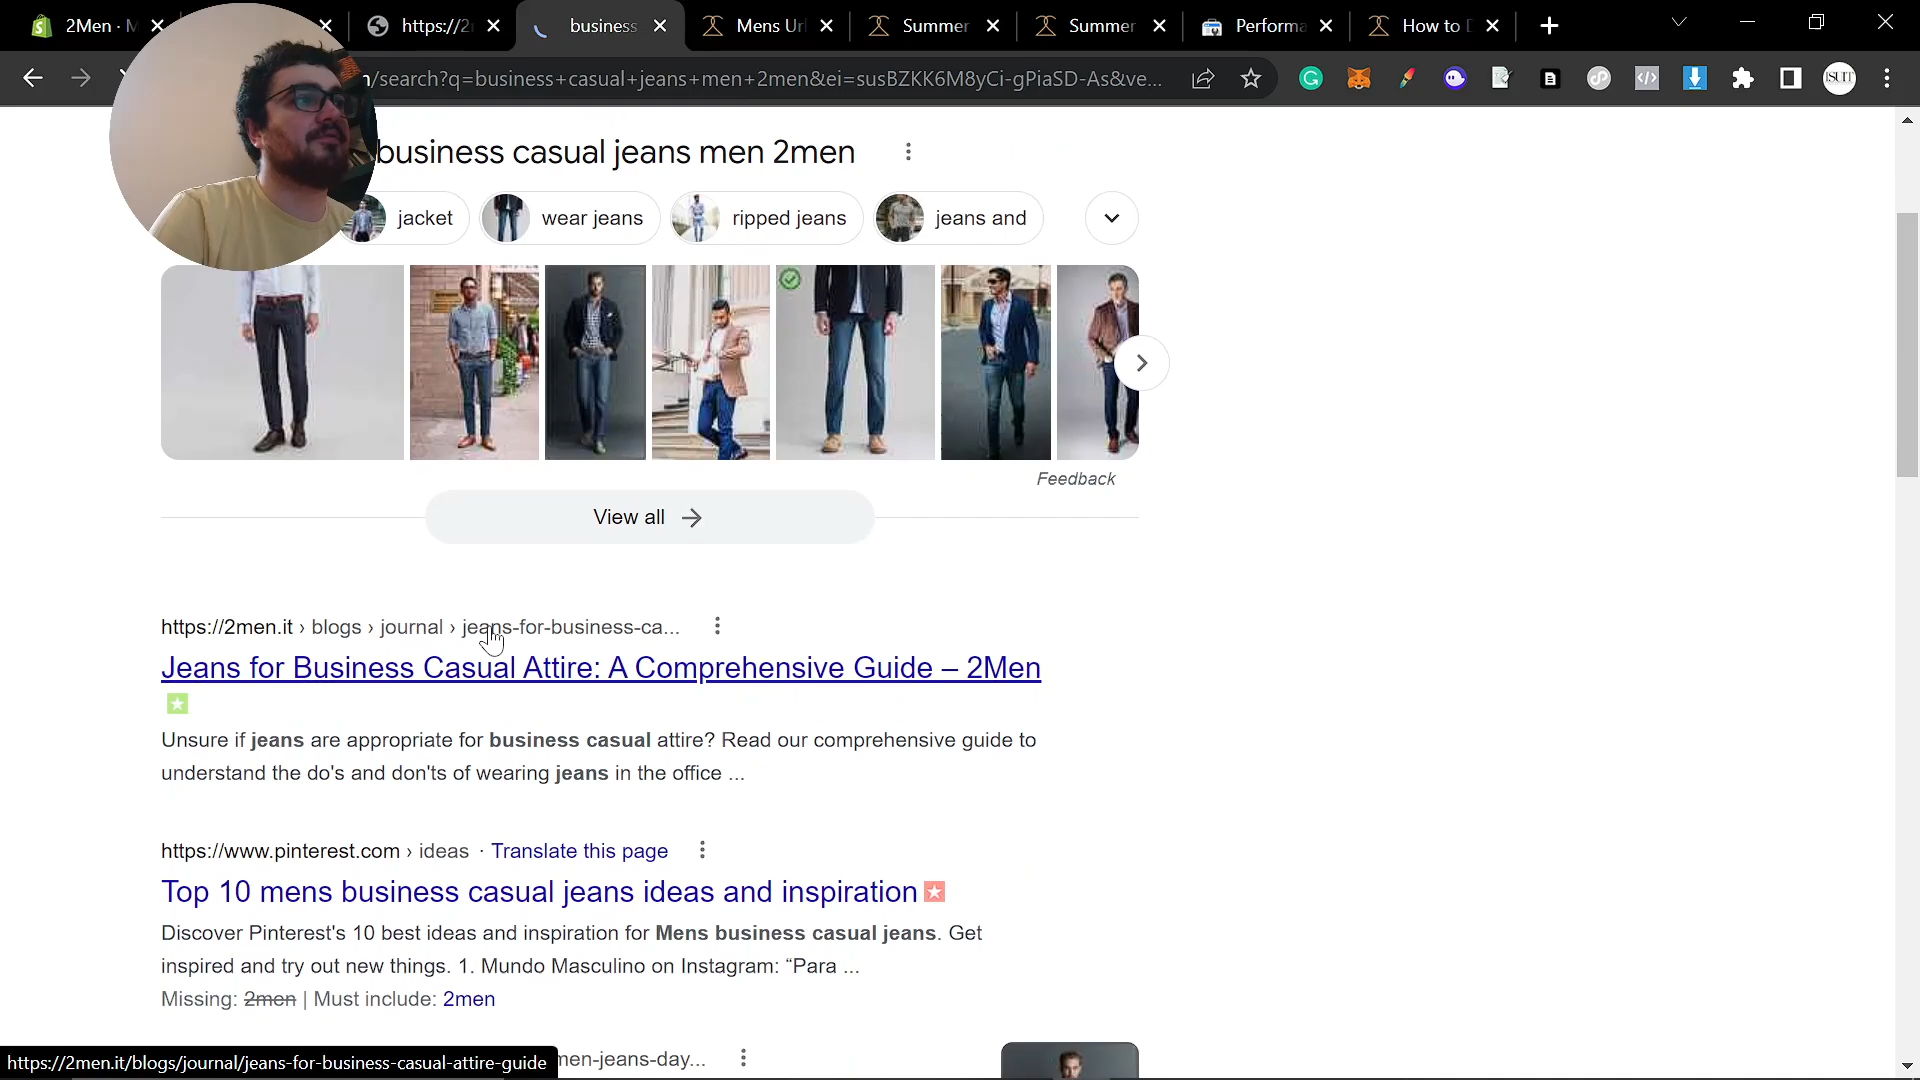 2Men · M
https://2
business
Mens Ur
Summer
Summer
Performa
How to D
/search?q=business+casual+jeans+men+2men&ei=susBZKK6M8yCi-gPiaSD-As&ve...
ISUIT
business casual jeans men 2men
jacket
wear jeans
ripped jeans
jeans and
Feedback
View all
https://2men.it › blogs › journal › jeans-for-business-ca...
Jeans for Business Casual Attire: A Comprehensive Guide – 2Men
Unsure if jeans are appropriate for business casual attire? Read our comprehensive guide to
understand the do's and don'ts of wearing jeans in the office ...
https://www.pinterest.com › ideas · Translate this page
Top 10 mens business casual jeans ideas and inspiration
Discover Pinterest's 10 best ideas and inspiration for Mens business casual jeans. Get
inspired and try out new things. 1. Mundo Masculino on Instagram: “Para ...
Missing: 2men | Must include: 2men
https://2men.it/blogs/journal/jeans-for-business-casual-attire-guide
men-jeans-day...